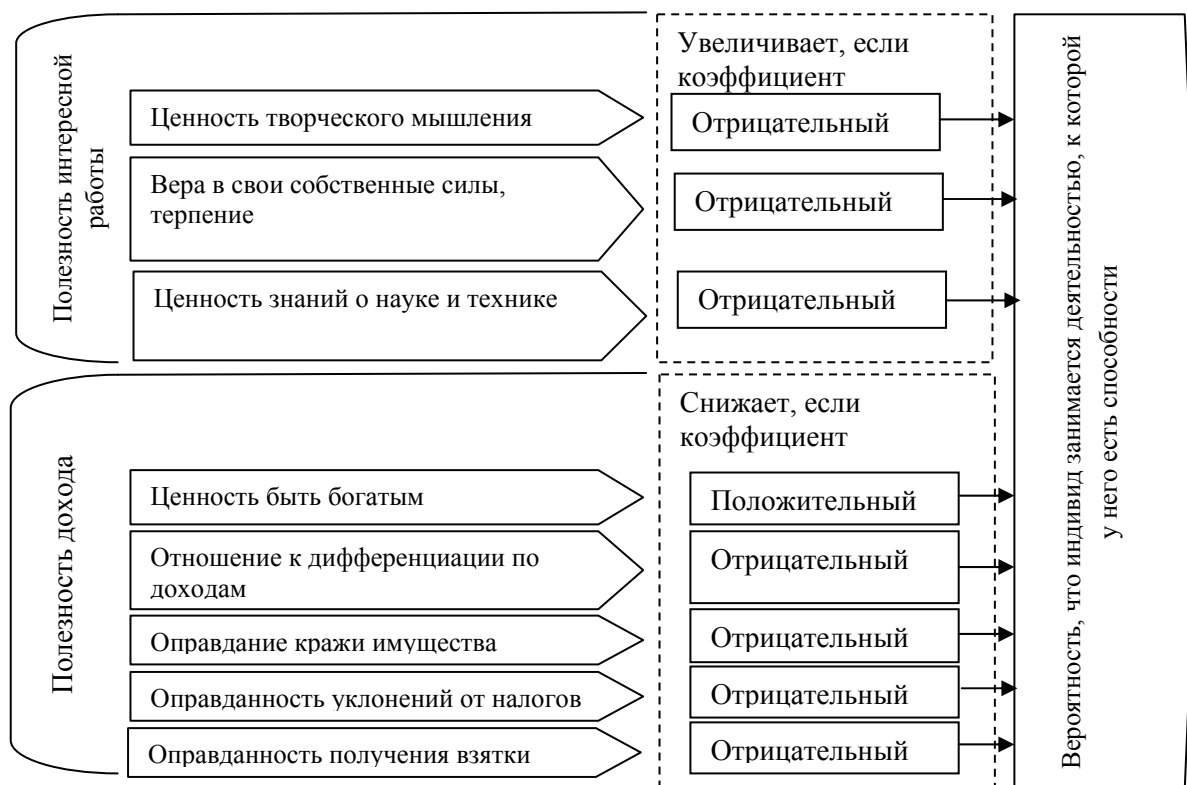 Полезность интересной
работы
Увеличивает, если
коэффициент
Ценность творческого мышления
Отрицательный
Вера в свои собственные силы,
терпение
Отрицательный
Ценность знаний о науке и технике
Отрицательный
Полезность дохода
Снижает, если
коэффициент
Ценность быть богатым
Положительный
Отношение к дифференциации по
доходам
Отрицательный
Оправдание кражи имущества
Отрицательный
Оправданность уклонений от налогов
Отрицательный
Оправданность получения взятки
Отрицательный
Вероятность, что индивид занимается деятельностью, к которой
у него есть способности